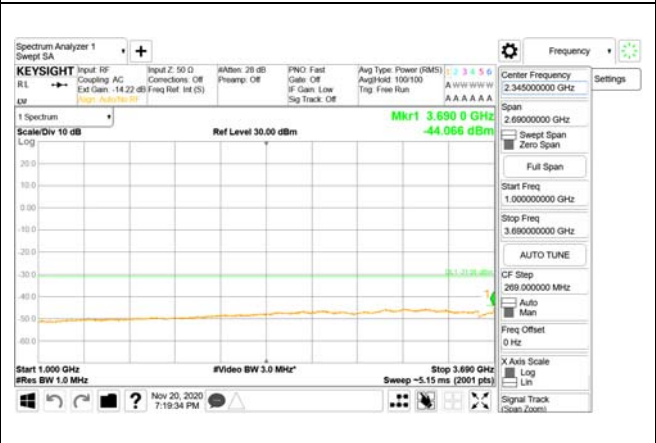 Spectrum Analyzer 1
Swept SA
+
Frequency
KEYSIGHT
RL
LXI
Input: RF
Coupling: AC
Ext Gain: -14.22 dB
Align: Auto/No RF
Input Z: 50 Ω
Corrections: Off
Freq Ref: Int (S)
#Atten: 28 dB
Preamp: Off
PNO: Fast
Gate: Off
IF Gain: Low
Sig Track: Off
Avg Type: Power (RMS)
Avg|Hold: 100/100
Trig: Free Run
1 2 3 4 5 6
A W W W W W
A A A A A A
1 Spectrum
Scale/Div 10 dB
Log
Ref Level 30.00 dBm
Mkr1 3.690 0 GHz
-44.066 dBm
20.0
10.0
0.00
-10.0
-20.0
-30.0
-40.0
-50.0
-60.0
1
Start 1.000 GHz
#Res BW 1.0 MHz
#Video BW 3.0 MHz*
Stop 3.690 GHz
Sweep ~5.15 ms (2001 pts)
Nov 20, 2020
7:19:34 PM
?
Center Frequency
2.345000000 GHz
Settings
Span
2.69000000 GHz
Swept Span
Zero Span
Full Span
Start Freq
1.000000000 GHz
Stop Freq
3.690000000 GHz
AUTO TUNE
CF Step
269.000000 MHz
Auto
Man
Freq Offset
0 Hz
X Axis Scale
Log
Lin
Signal Track
(Span Zoom)